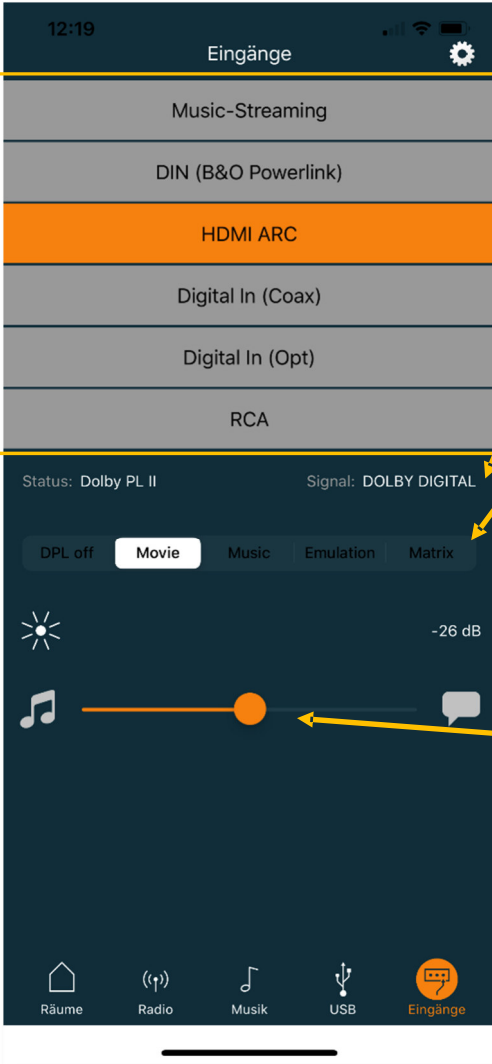 12:19
Eingänge
Music-Streaming
DIN (B&O Powerlink)
HDMI ARC
Digital In (Coax)
Digital In (Opt)
RCA
Status: Dolby PL II Signal: DOLBY DIGITAL
DPL off Movie Music Emulation Matrix
-26 dB
Räume Radio Musik USB Eingänge